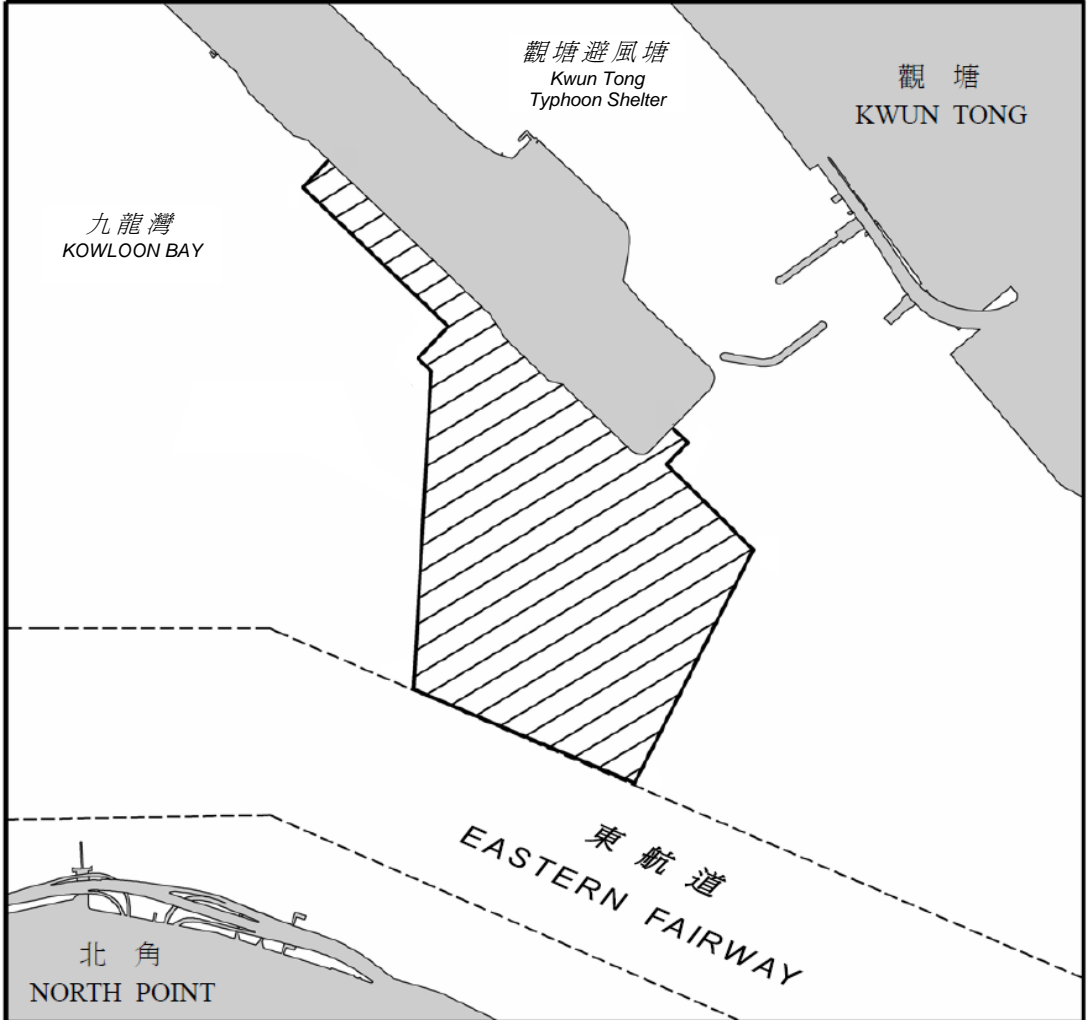 觀塘避風塘
Kwun Tong
Typhoon Shelter
觀 塘
KWUN TONG
九龍灣
KOWLOON BAY
東航道
EASTERN FAIRWAY
北 角
NORTH POINT